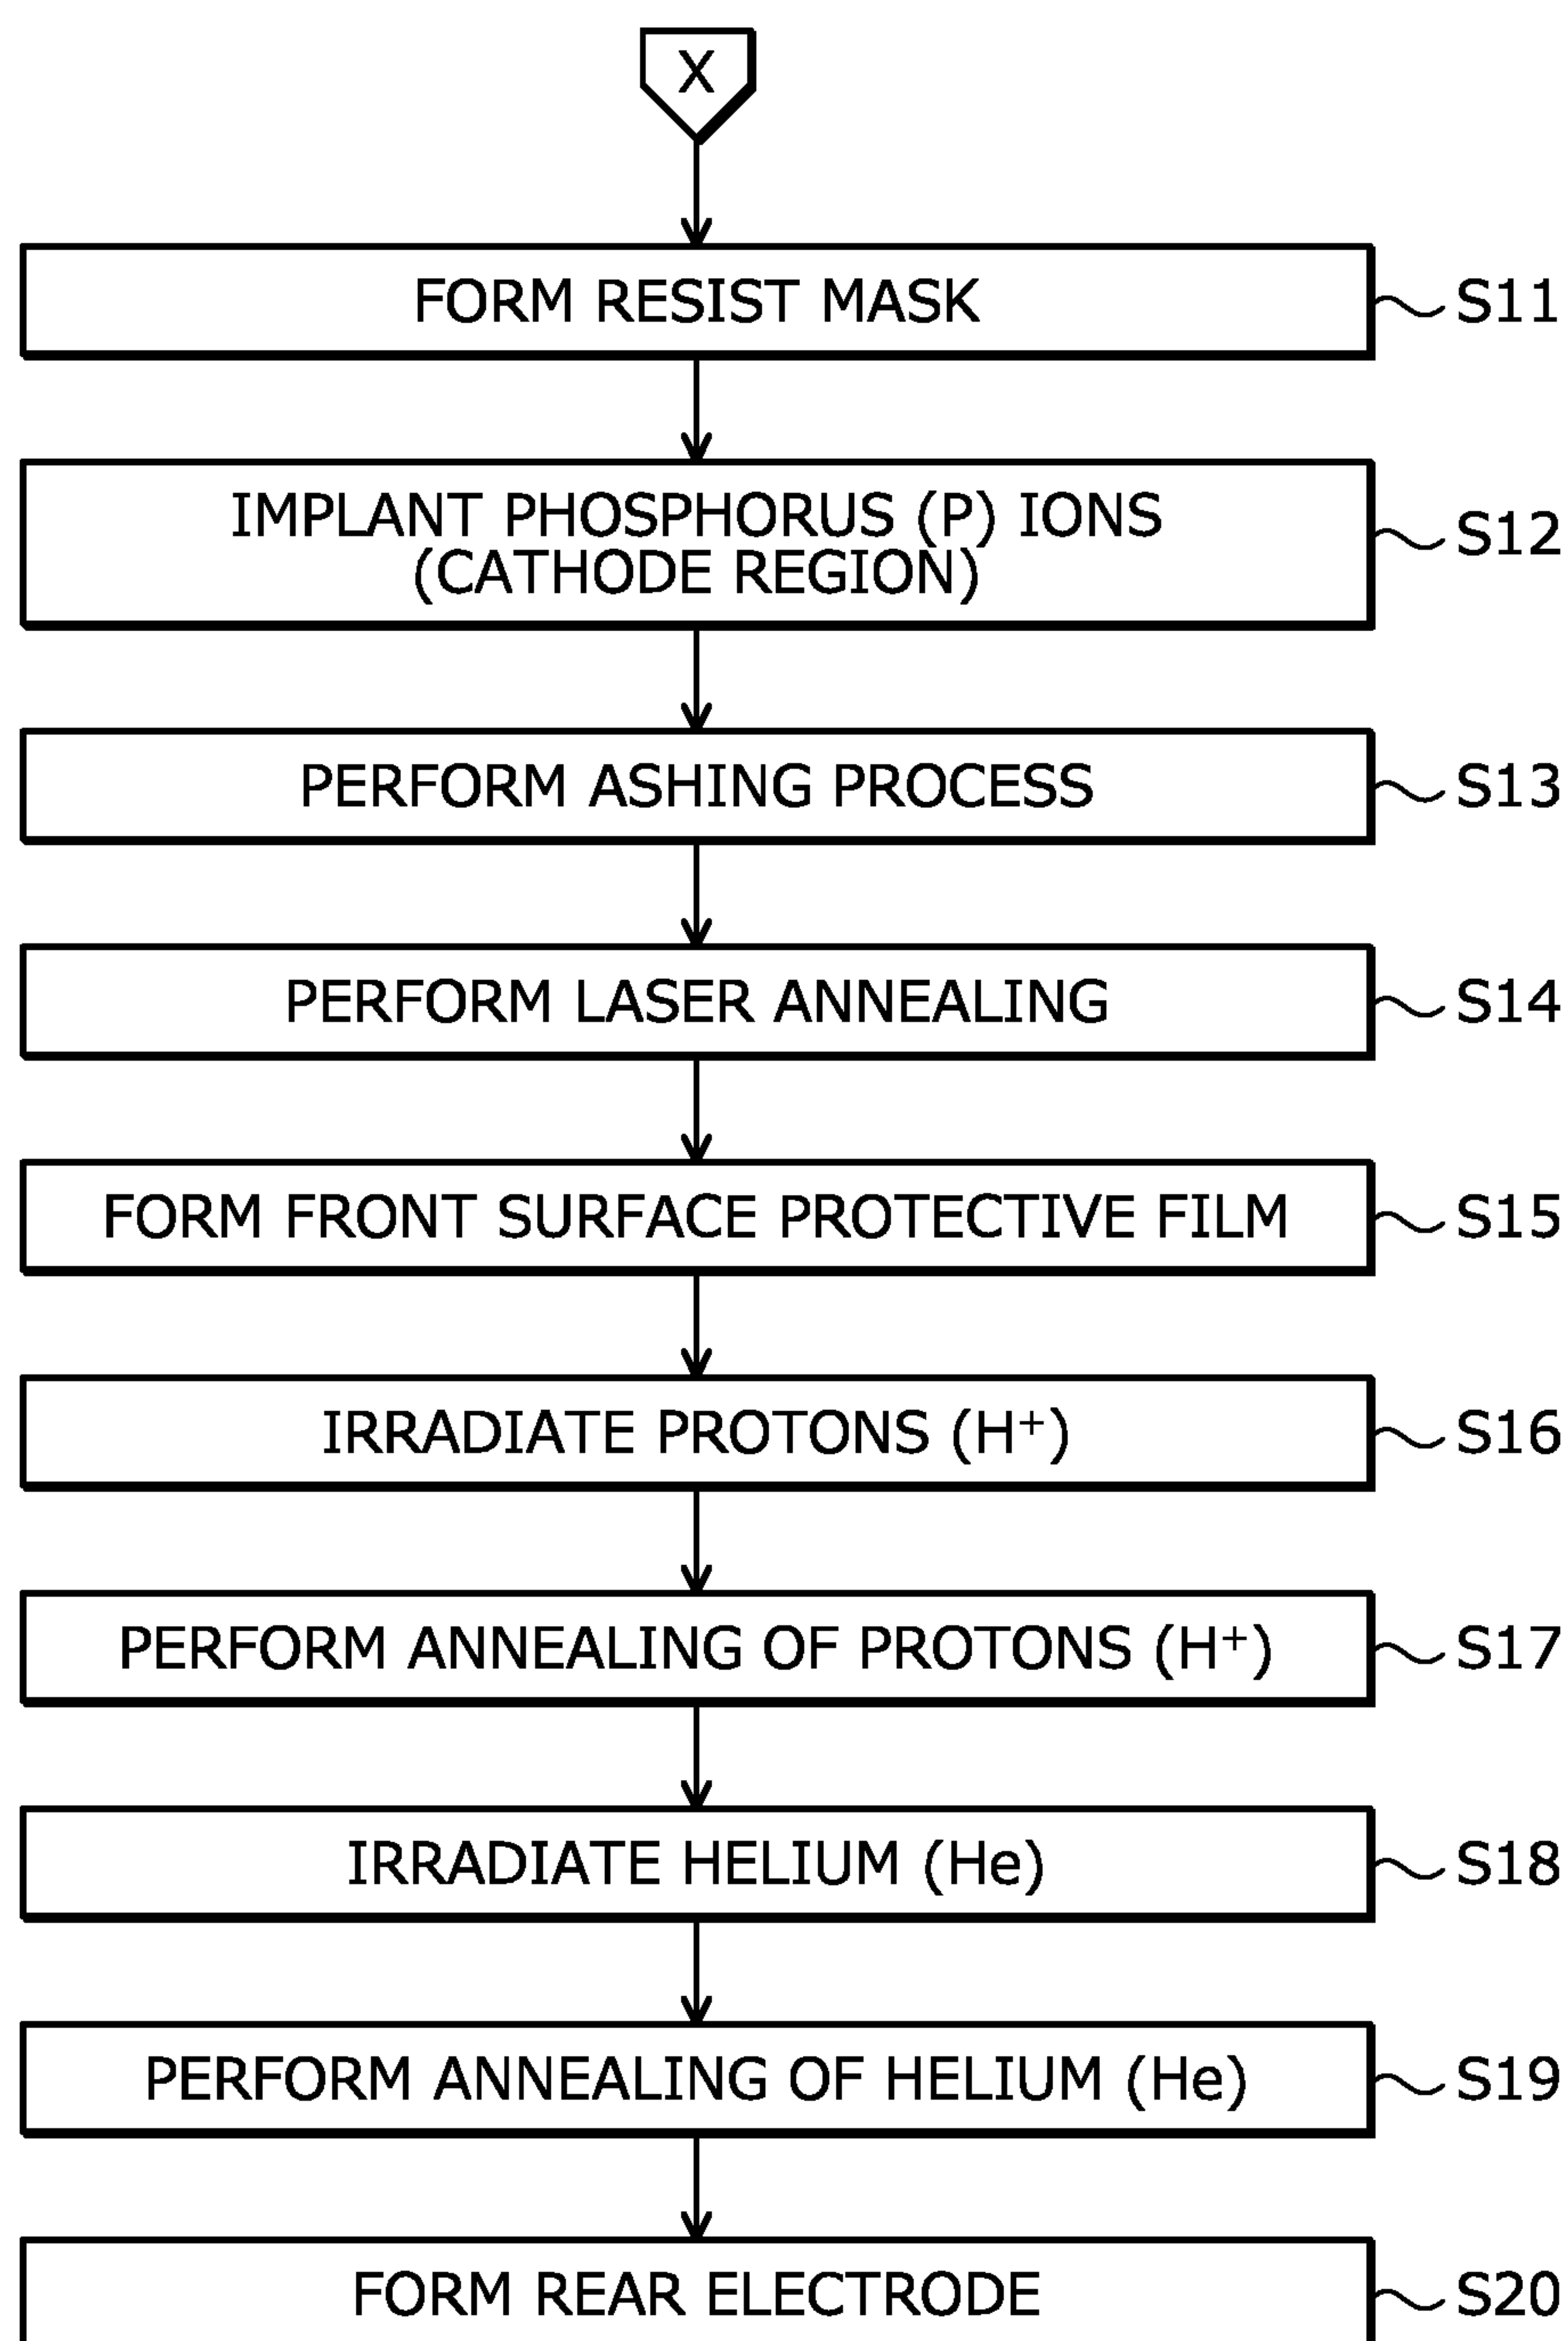 X
FORM RESIST MASK S11
IMPLANT PHOSPHORUS (P) IONS
(CATHODE REGION) S12
PERFORM ASHING PROCESS S13
PERFORM LASER ANNEALING S14
FORM FRONT SURFACE PROTECTIVE FILM S15
IRRADIATE PROTONS (H⁺) S16
PERFORM ANNEALING OF PROTONS (H⁺) S17
IRRADIATE HELIUM (He) S18
PERFORM ANNEALING OF HELIUM (He) S19
FORM REAR ELECTRODE S20